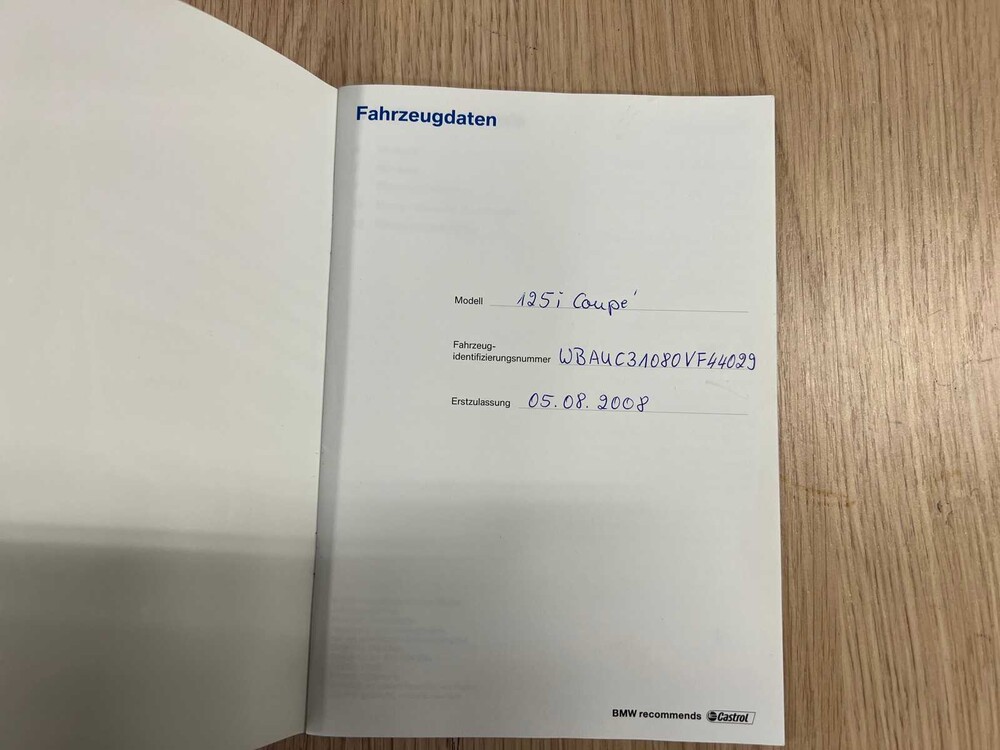 Fahrzeugdaten
Modell 125i Coupé
Fahrzeug-
identifizierungsnummer WBAUC31080VF44029
Erstzulassung 05.08.2008
BMW recommends Castrol